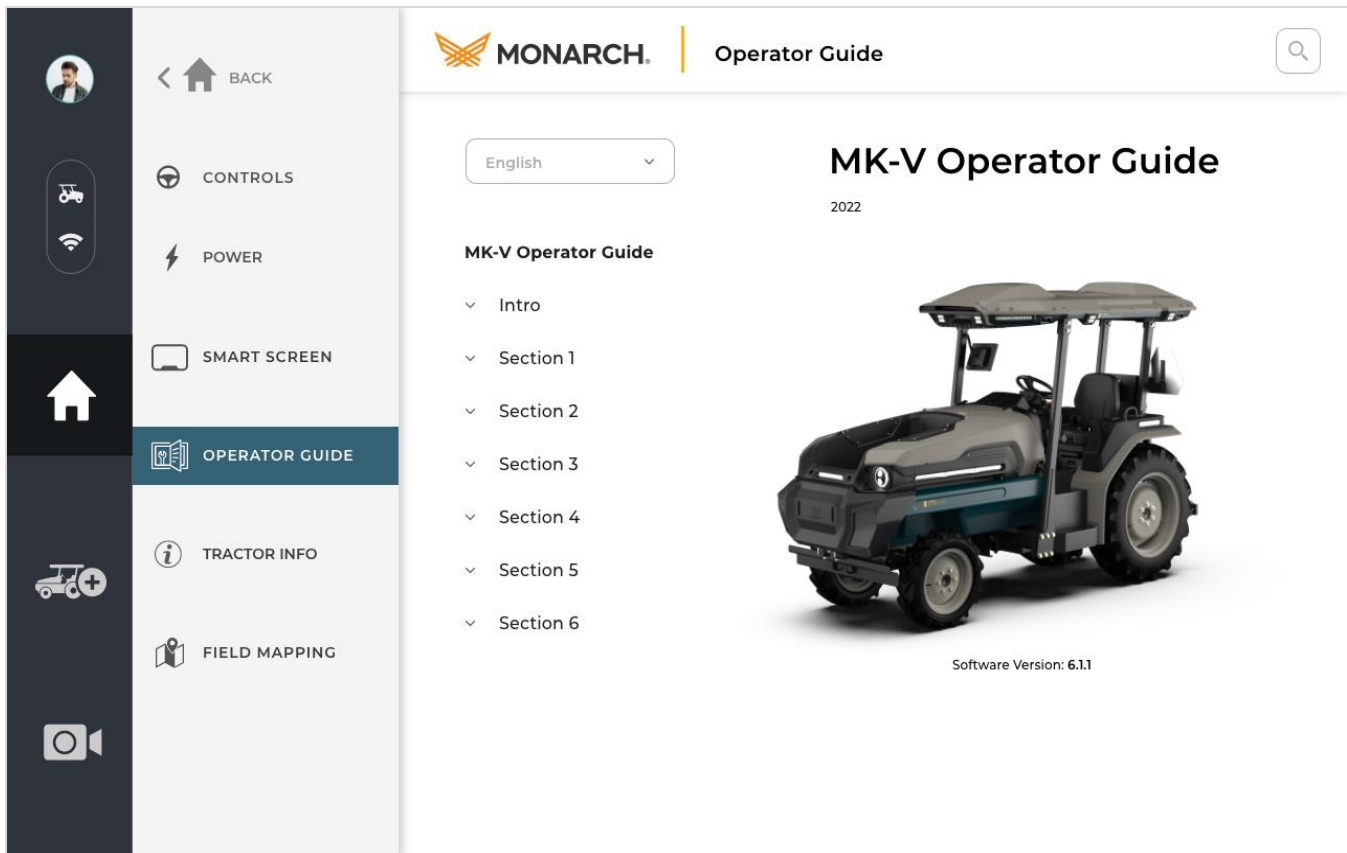 BACK
CONTROLS
POWER
SMART SCREEN
OPERATOR GUIDE
TRACTOR INFO
FIELD MAPPING
MONARCH.
Operator Guide
English
MK-V Operator Guide
Intro
Section 1
Section 2
Section 3
Section 4
Section 5
Section 6
MK-V Operator Guide
2022
Software Version: 6.1.1